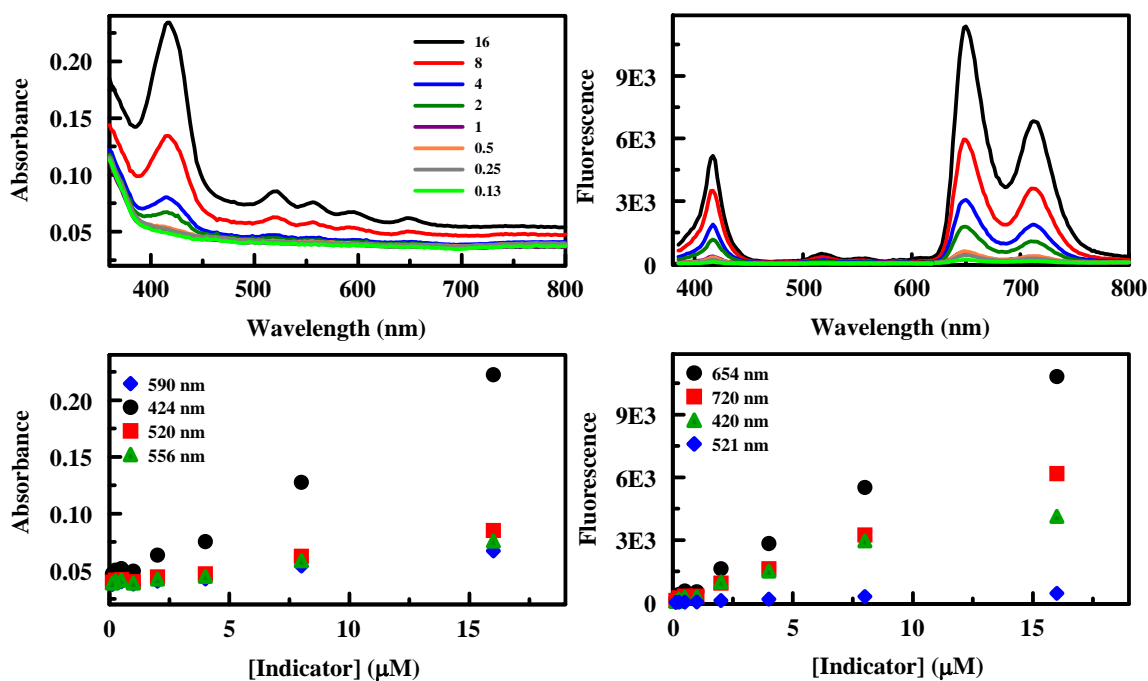 Absorbance
0.20
0.15
0.10
0.05
16
8
4
2
1
0.5
0.25
0.13
400
500
600
700
800
Wavelength (nm)
Fluorescence
9E3
6E3
3E3
0
400
500
600
700
800
Wavelength (nm)
Absorbance
0.20
0.15
0.10
0.05
590 nm
424 nm
520 nm
556 nm
0
5
10
15
[Indicator] (μM)
Fluorescence
9E3
6E3
3E3
0
654 nm
720 nm
420 nm
521 nm
0
5
10
15
[Indicator] (μM)